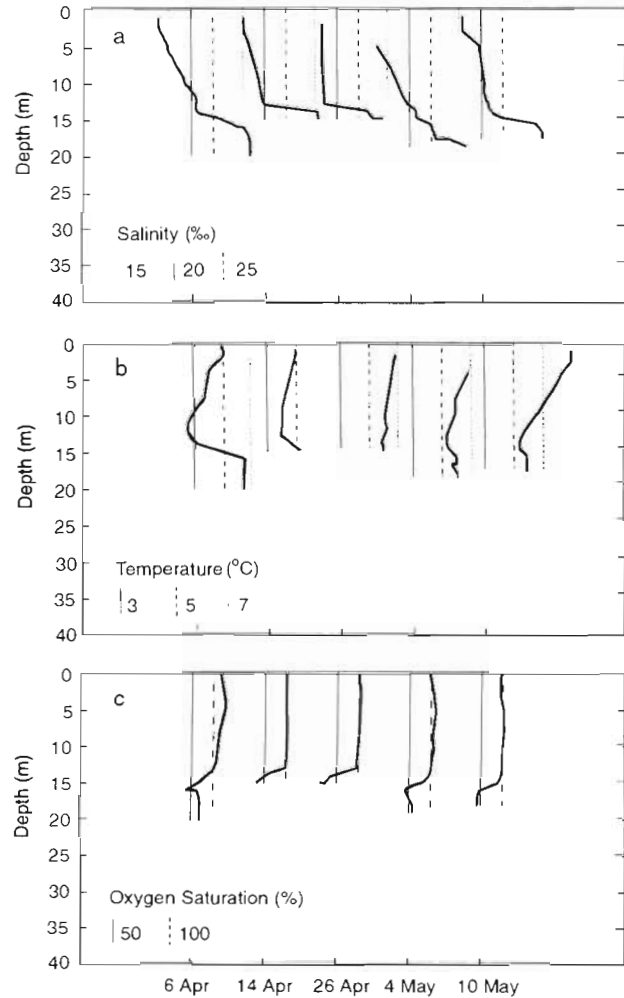 0
5
10
15
20
25
30
35
40
Depth (m)
a
Salinity (‰)
15 20 25
0
5
10
15
20
25
30
35
40
Depth (m)
b
Temperature (°C)
3 5 7
0
5
10
15
20
25
30
35
40
Depth (m)
c
Oxygen Saturation (%)
50 100
6 Apr 14 Apr 26 Apr 4 May 10 May